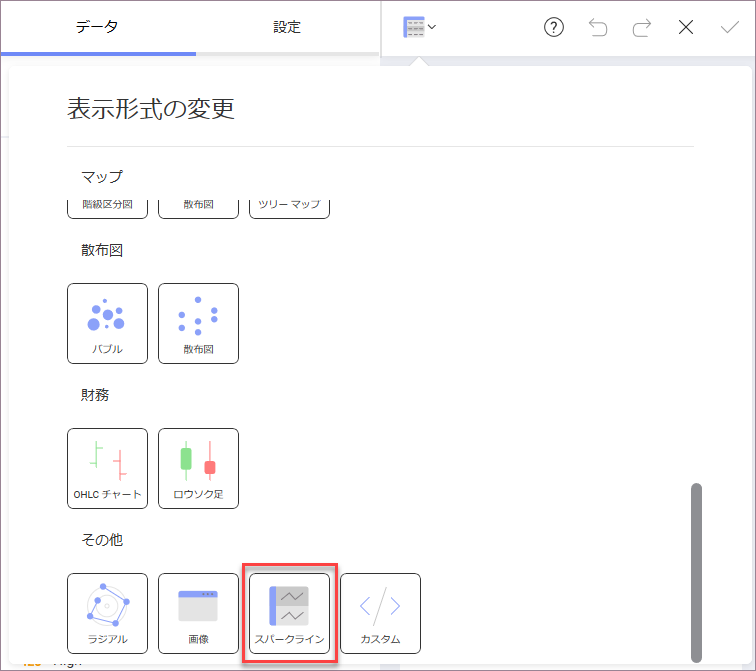 データ 設定
表示形式の変更
マップ
階級区分図 散布図 ツリー マップ
散布図
バブル 散布図
財務
OHLC チャート ロウソク足
その他
ラジアル 画像 スパークライン カスタム